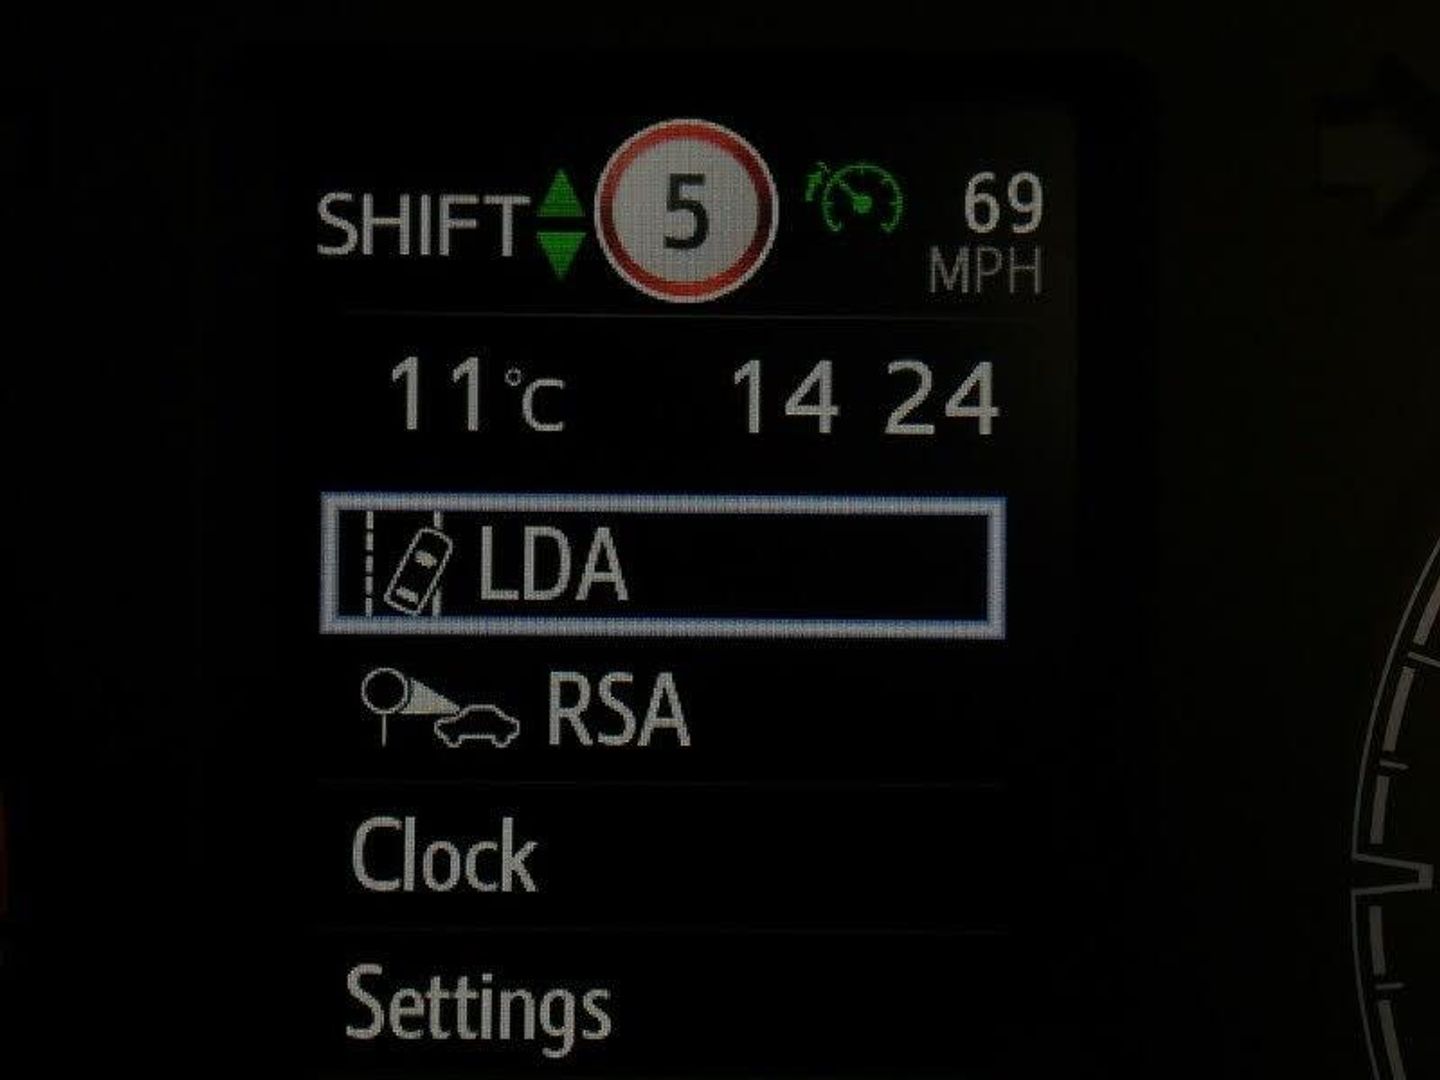 SHIFT 5 69
MPH
11°C 14 24
LDA
RSA
Clock
Settings